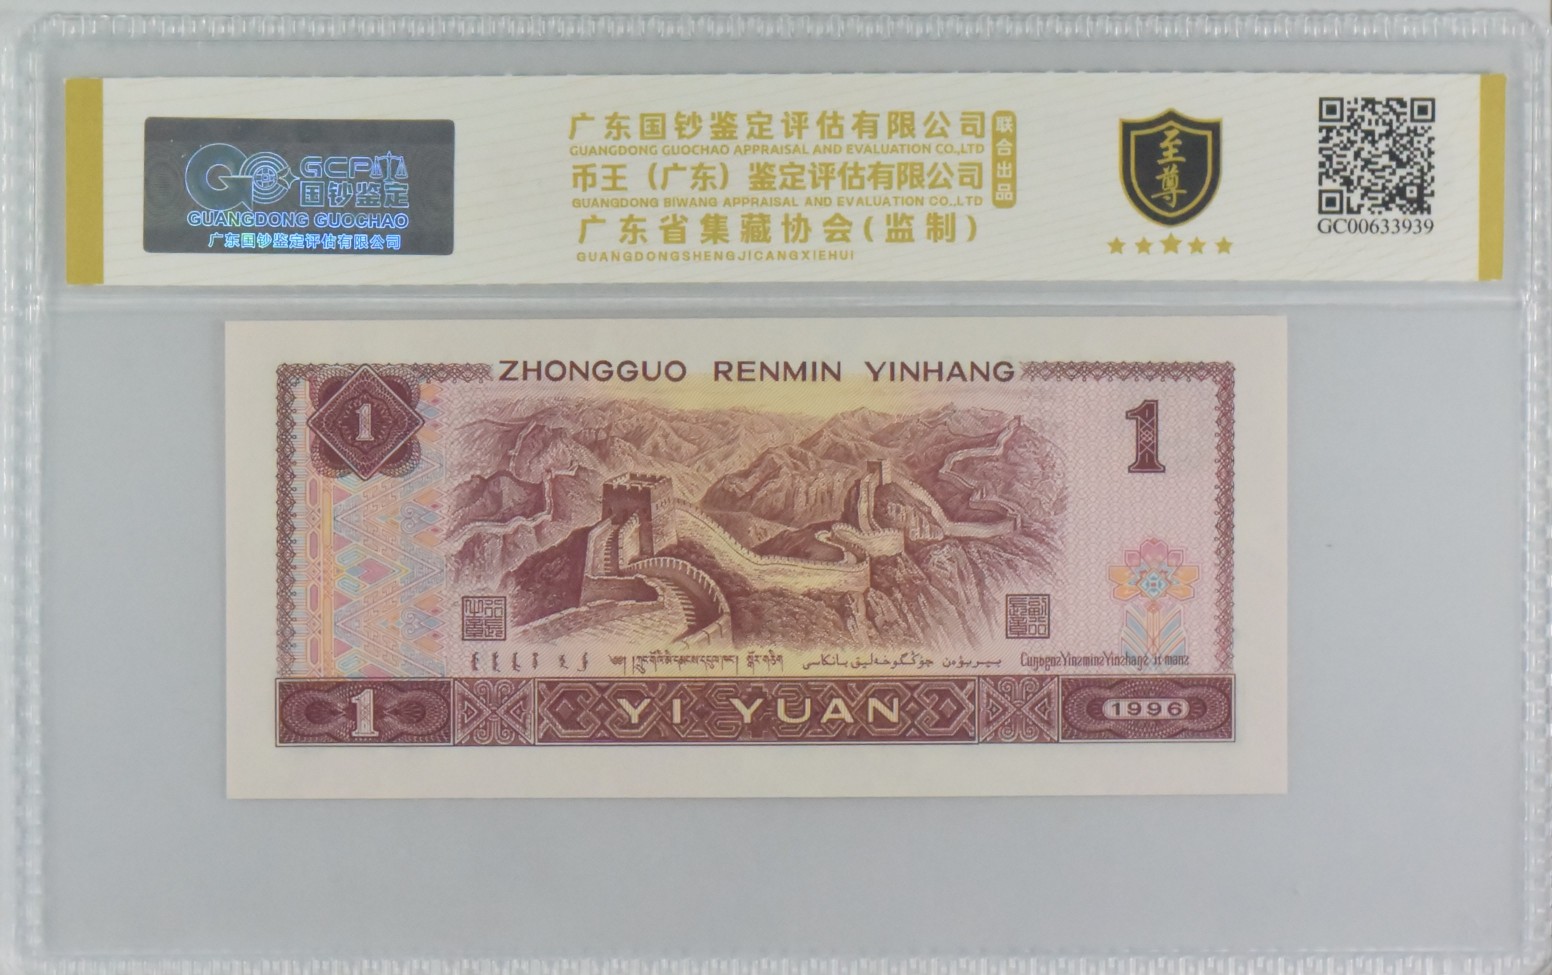 GCP
国钞鉴定
GUANGDONG GUOCHAO
广东国钞鉴定评估有限公司
广东国钞鉴定评估有限公司
GUANGDONG GUOCHAO APPRAISAL AND EVALUATION CO.,LTD
币王（广东）鉴定评估有限公司
GUANGDONG BIWANG APPRAISAL AND EVALUATION CO.,LTD
广东省集藏协会(监制)
GUANGDONGSHENGJICANGXIEHUI
联合出品
至尊
GC00633939
ZHONGGUO RENMIN YINHANG
1
1
1
YI YUAN
1996